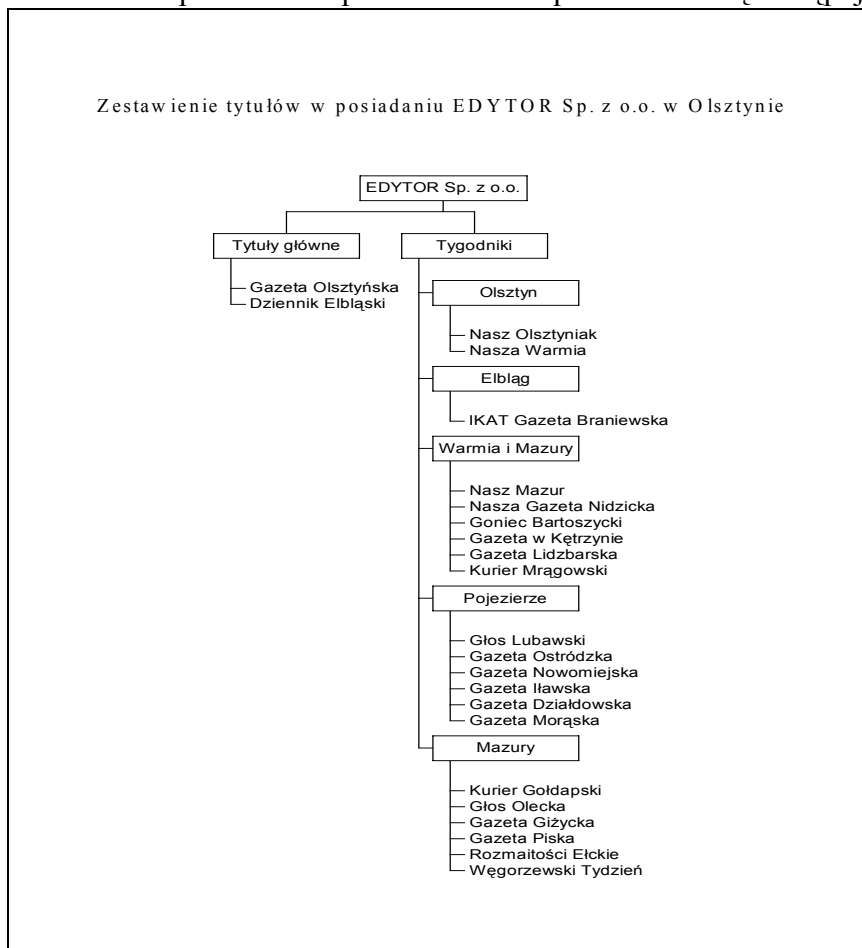 Zestawienie tytułów w posiadaniu EDYTOR Sp. z o.o. w Olsztynie
EDYTOR Sp. z o.o.
Tytuły główne
Tygodniki
Gazeta Olsztyńska
Dziennik Elbląski
Olsztyn
Nasz Olsztyniak
Nasza Warmia
Elbląg
IKAT Gazeta Braniewska
Warmia i Mazury
Nasz Mazur
Nasza Gazeta Nidzicka
Goniec Bartoszycki
Gazeta w Kętrzynie
Gazeta Lidzbarska
Kurier Mrągowski
Pojezierze
Głos Lubawski
Gazeta Ostródzka
Gazeta Nowomiejska
Gazeta Iławska
Gazeta Działdowska
Gazeta Morąska
Mazury
Kurier Gołdapski
Głos Olecka
Gazeta Giżycka
Gazeta Piska
Rozmaitości Ełckie
Węgorzewski Tydzień